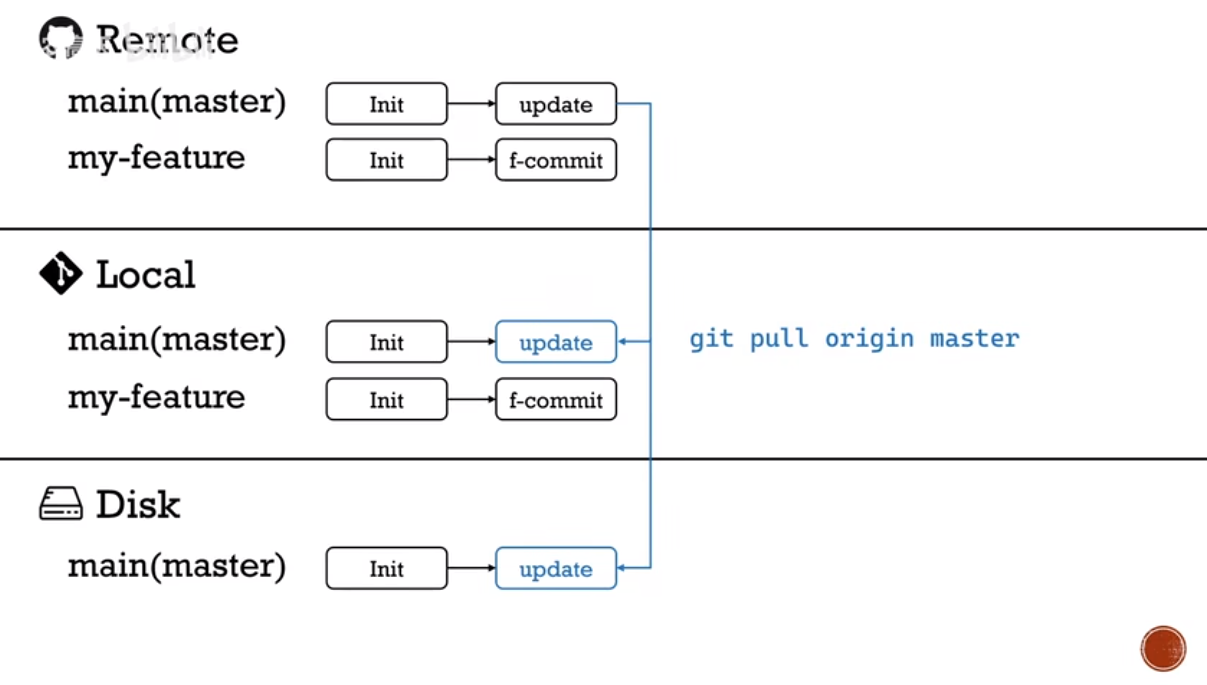 Remote
main(master) Init update
my-feature Init f-commit
Local
main(master) Init update git pull origin master
my-feature Init f-commit
Disk
main(master) Init update